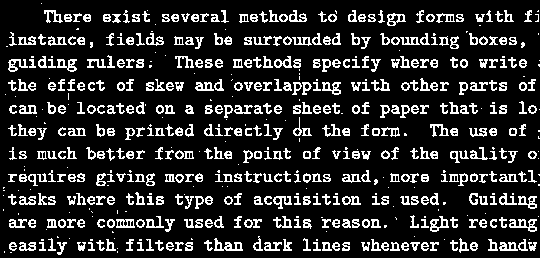 There exist several methods to design forms with fi
instance, fields may be surrounded by bounding boxes,
guiding rulers. These methods specify where to write
the effect of skew and overlapping with other parts of
can be located on a separate sheet of paper that is lo
they can be printed directly on the form. The use of
is much better from the point of view of the quality o
requires giving more instructions and, more importantly
tasks where this type of acquisition is used. Guiding
are more commonly used for this reason. Light rectang
easily with filters than dark lines whenever the handw